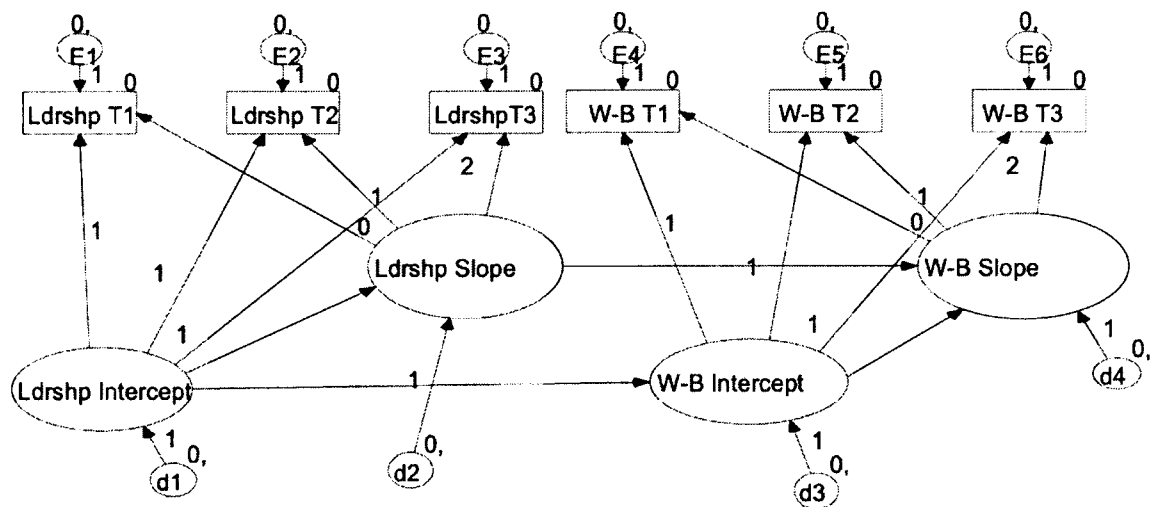 0, 0, 0 0, 0, 0,
E1 E2 E3 E4 E5 E6
1 0 1 0 1 0 1 0 1 0 1 0
Ldrshp T1 Ldrshp T2 LdrshpT3 W-B T1 W-B T2 W-B T3
2 2
1
0 0
1 1
Ldrshp Slope 1 W-B Slope
1
1 1 1
0,
Ldrshp Intercept 1 W-B Intercept d4
1 0, 0, 1 0,
d1 d2 d3